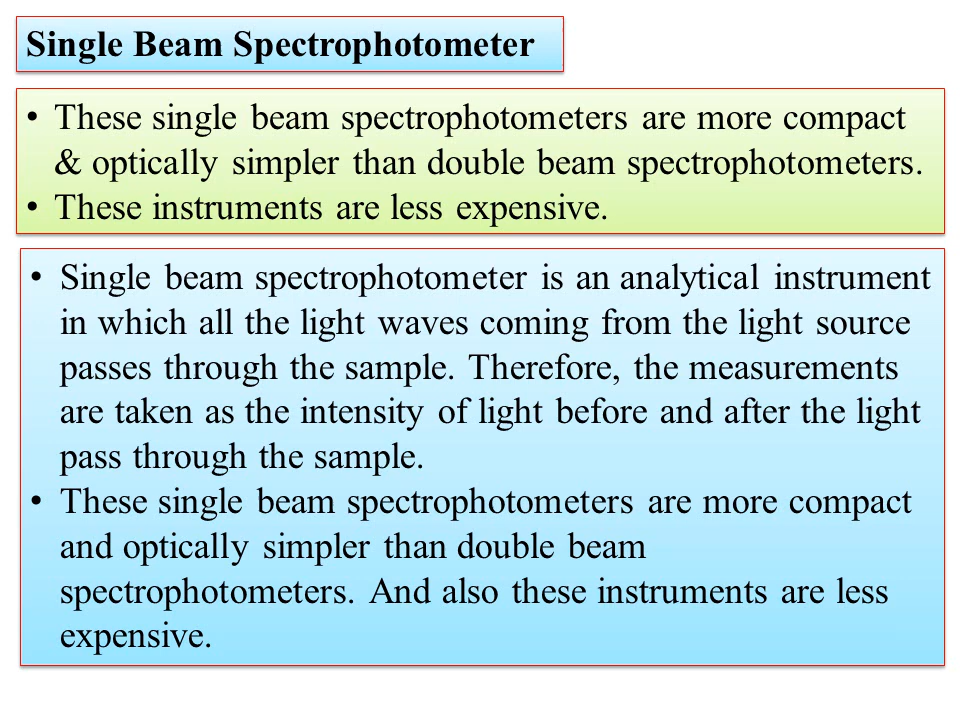 Single Beam Spectrophotometer
• These single beam spectrophotometers are more compact
& optically simpler than double beam spectrophotometers.
• These instruments are less expensive.
• Single beam spectrophotometer is an analytical instrument
in which all the light waves coming from the light source
passes through the sample. Therefore, the measurements
are taken as the intensity of light before and after the light
pass through the sample.
• These single beam spectrophotometers are more compact
and optically simpler than double beam
spectrophotometers. And also these instruments are less
expensive.